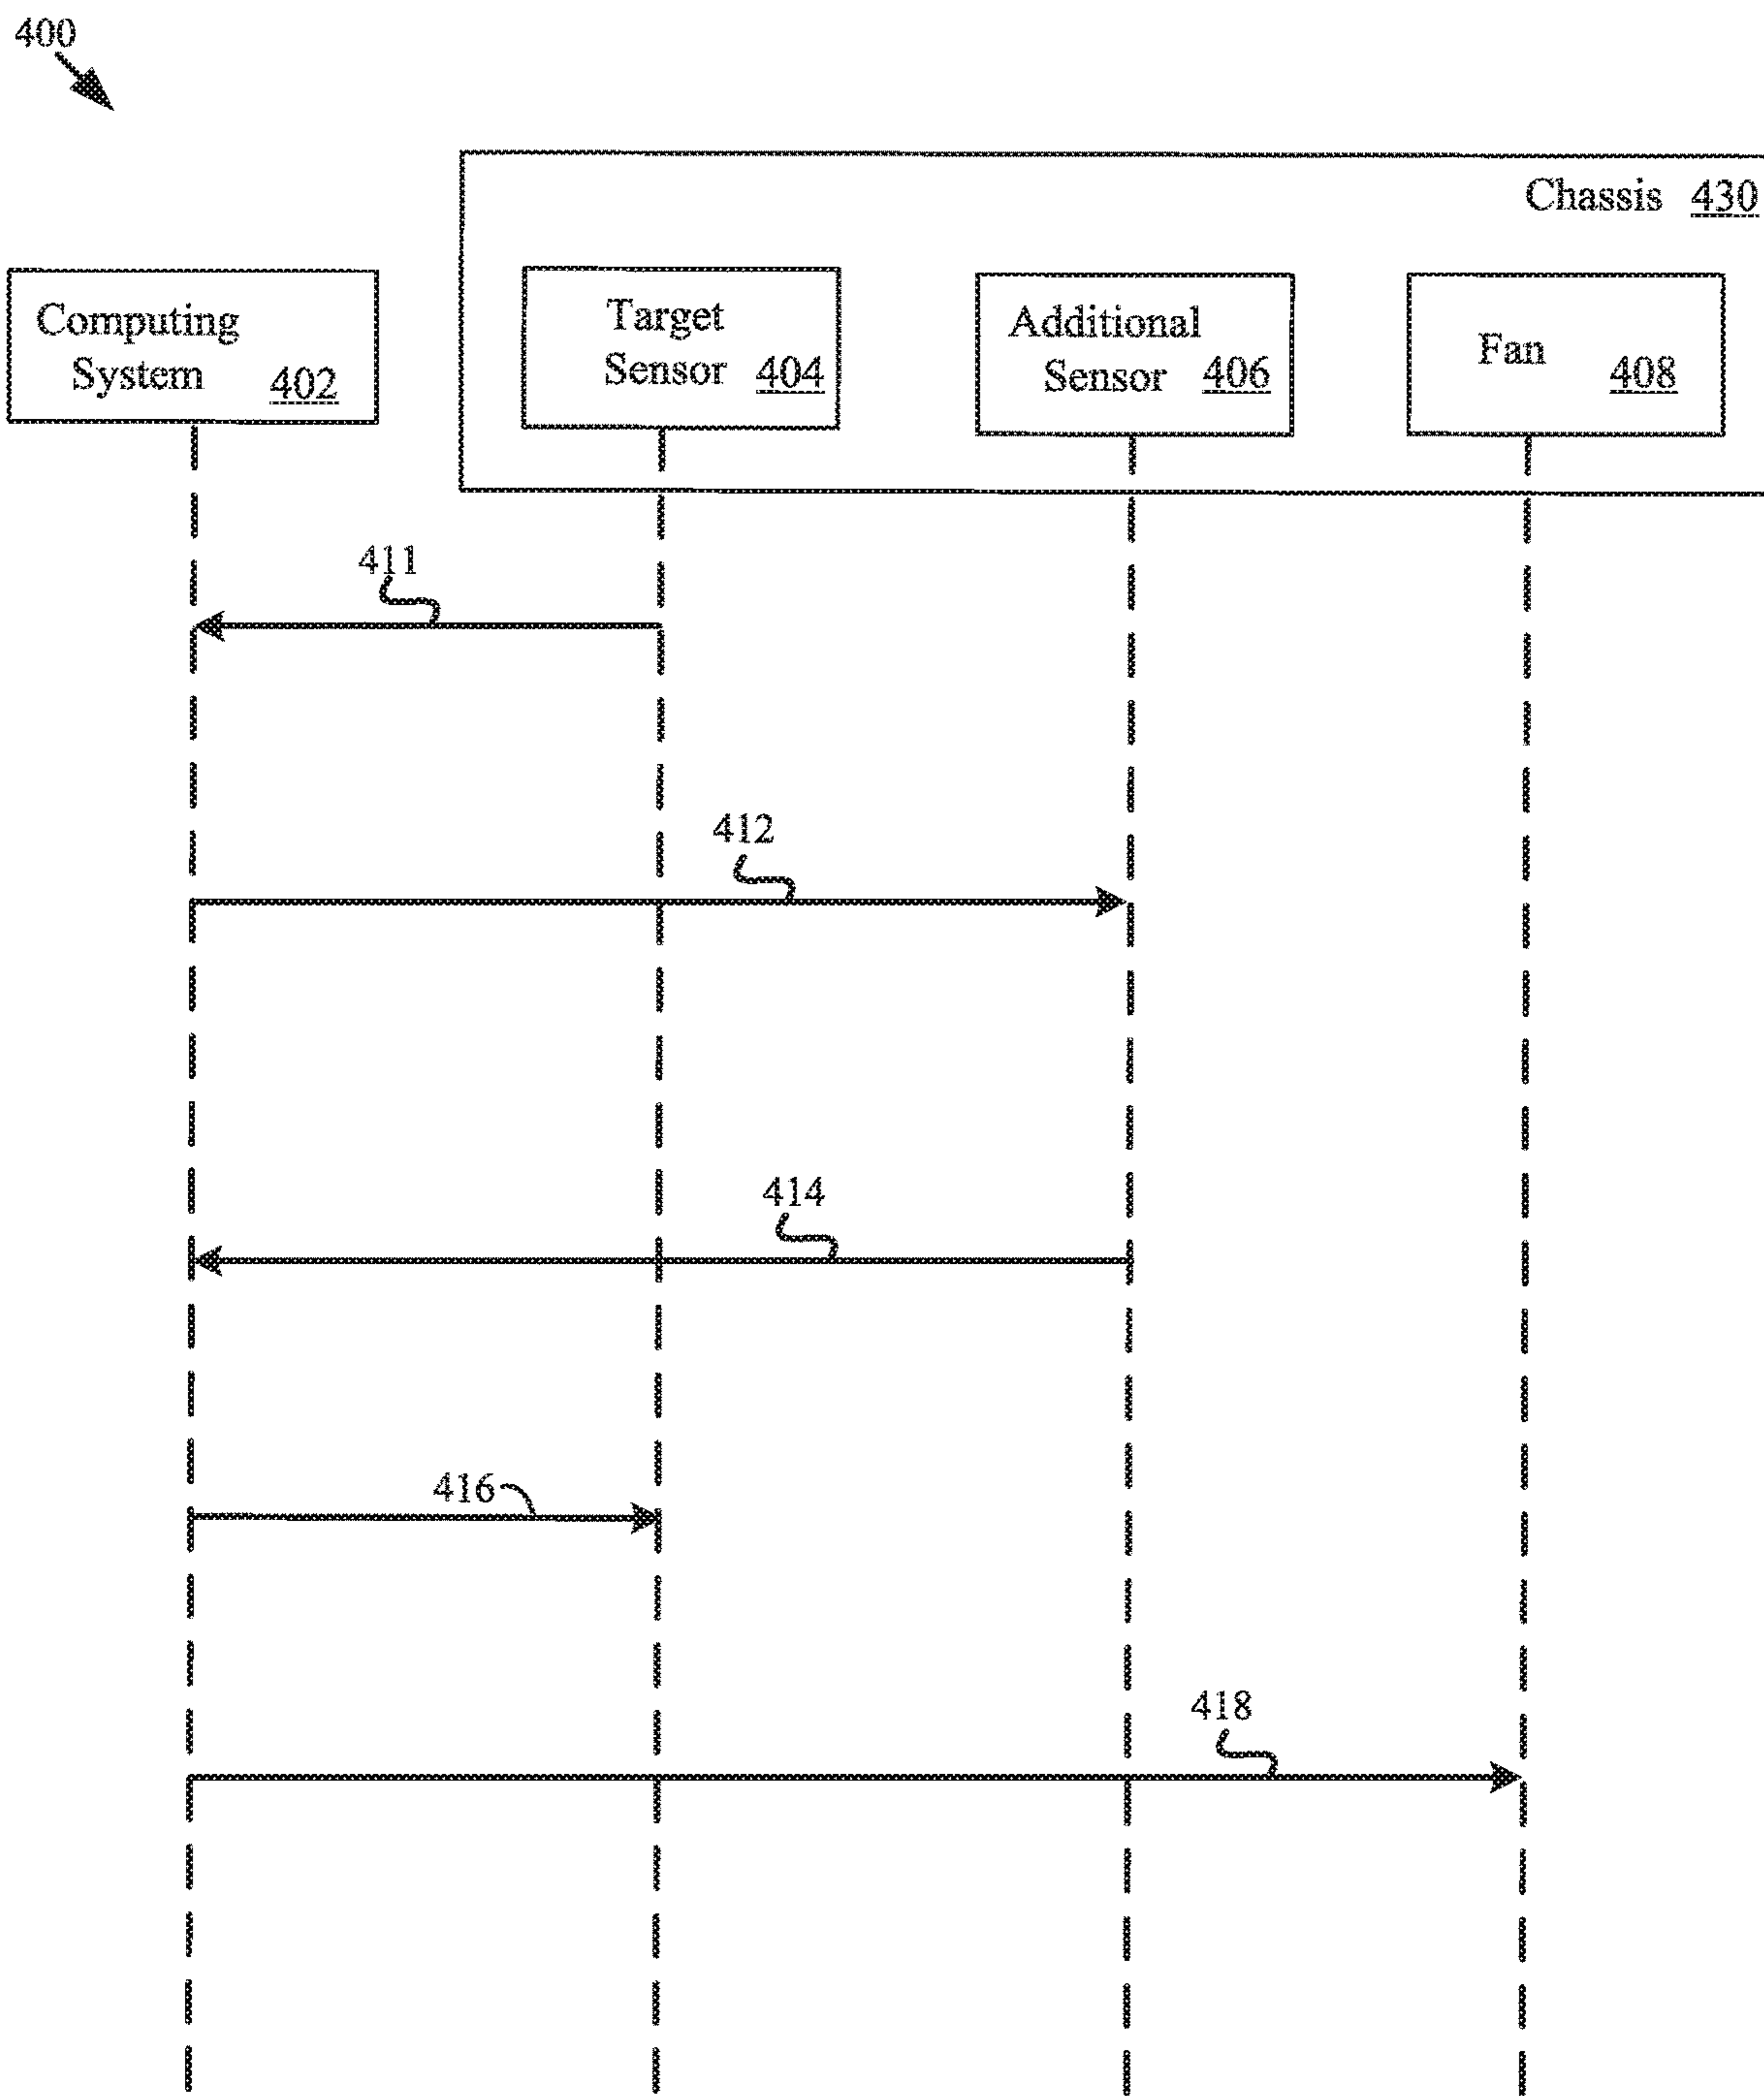 400
Chassis 430
Computing
System 402
Target
Sensor 404
Additional
Sensor 406
Fan 408
411
412
414
416
418